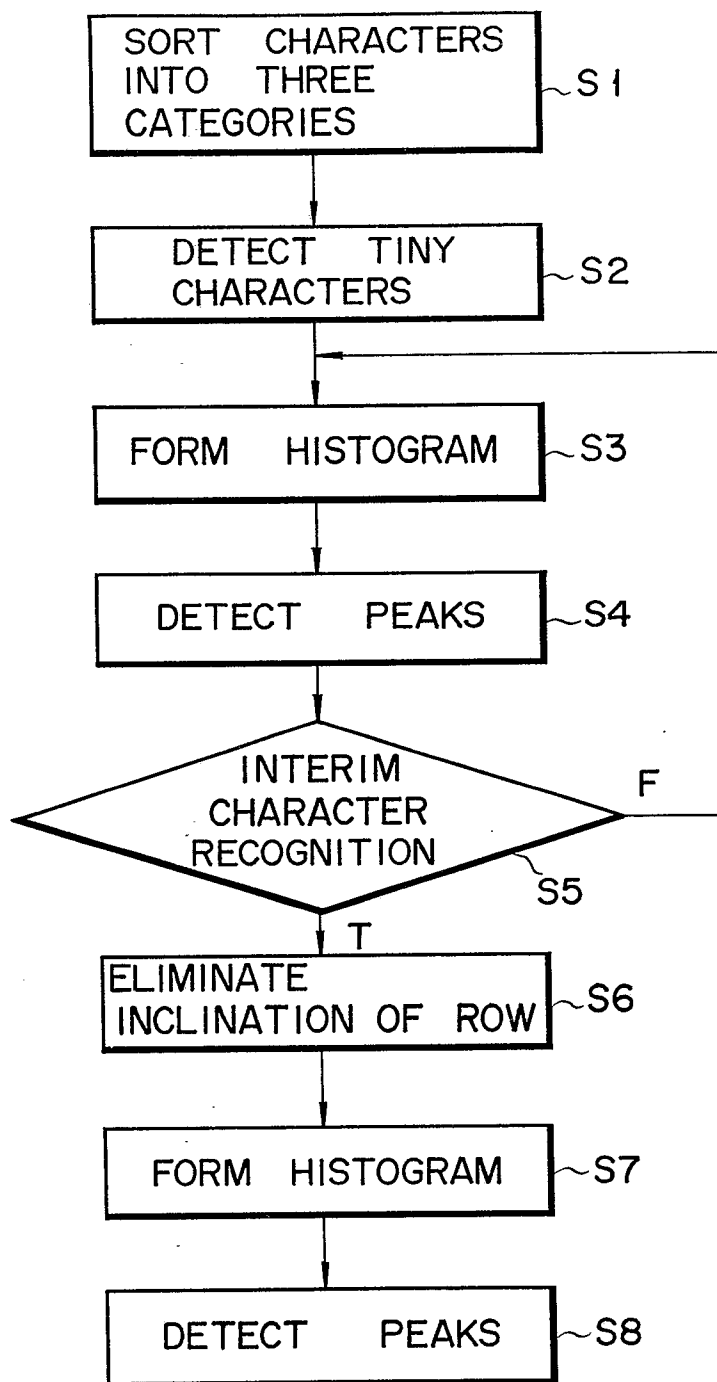 SORT CHARACTERS
INTO THREE
CATEGORIES
S1
DETECT TINY
CHARACTERS
S2
FORM HISTOGRAM
S3
DETECT PEAKS
S4
INTERIM
CHARACTER
RECOGNITION
F
S5
T
ELIMINATE
INCLINATION OF ROW
S6
FORM HISTOGRAM
S7
DETECT PEAKS
S8